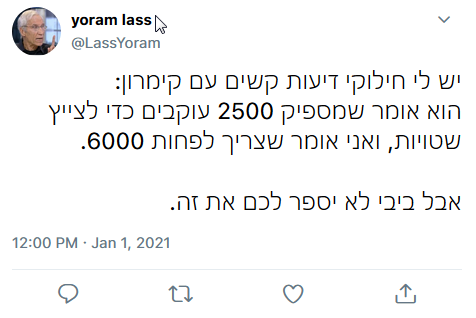 yoram lass
@LassYoram
יש לי חילוקי דיעות קשים עם קימרון:
הוא אומר שמספיק 2500 עוקבים כדי לצייץ
שטויות, ואני אומר שצריך לפחות 6000.
אבל ביבי לא יספר לכם את זה.
12:00 PM · Jan 1, 2021